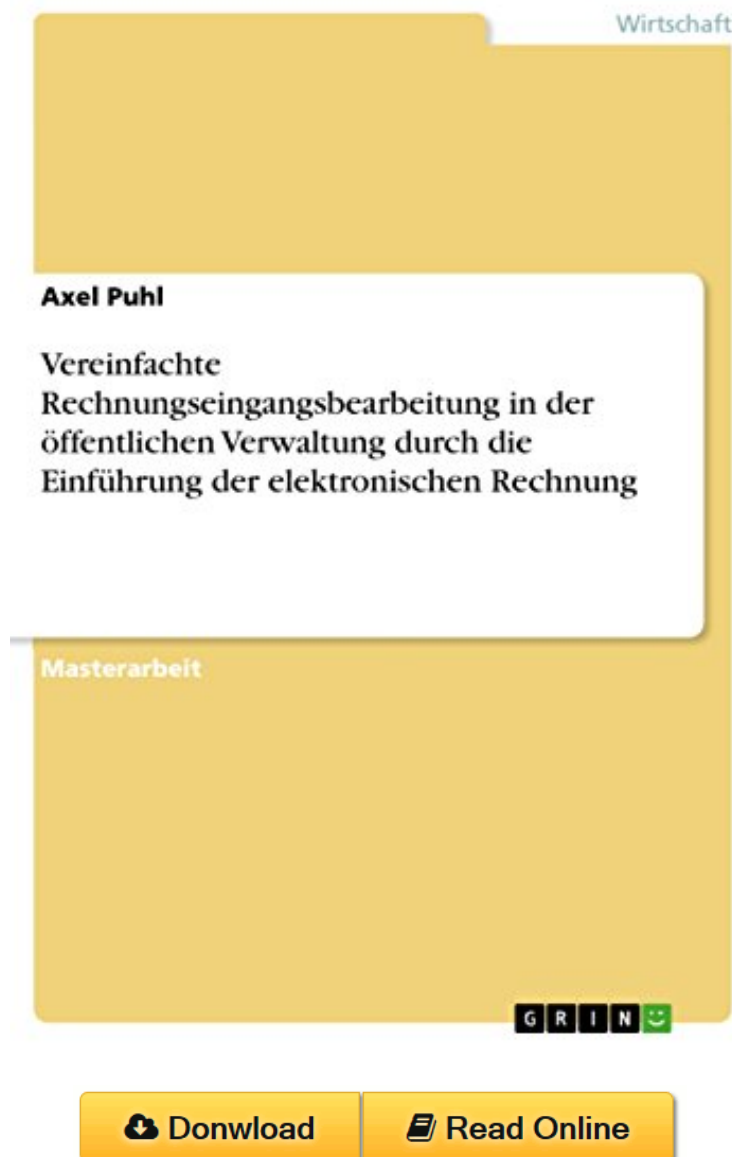 Wirtschaft
Axel Puhl
Vereinfachte
Rechnungseingangsbearbeitung in der
öffentlichen Verwaltung durch die
Einführung der elektronischen Rechnung
Masterarbeit
GRIN
Donwload
Read Online